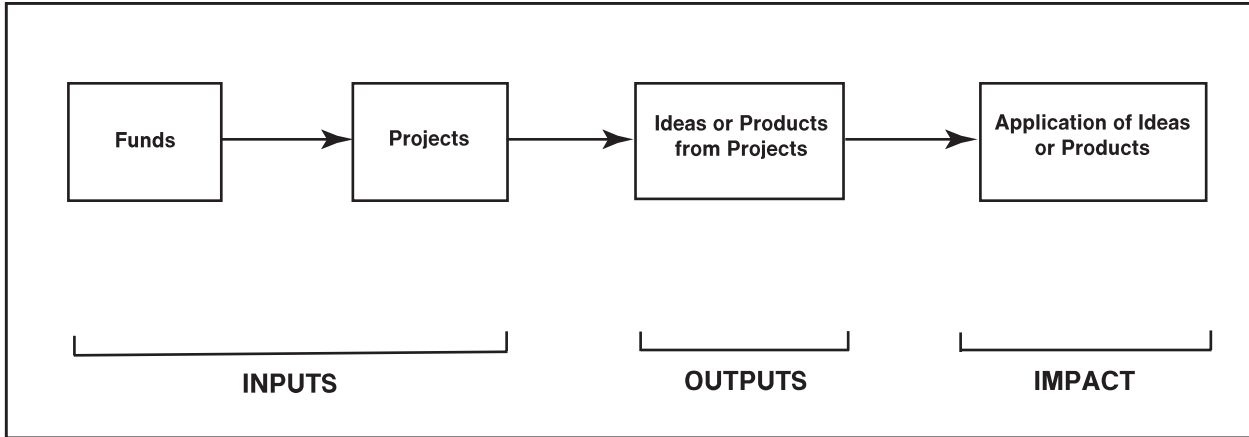 Funds
Projects
Ideas or Products
from Projects
Application of Ideas
or Products
INPUTS
OUTPUTS
IMPACT